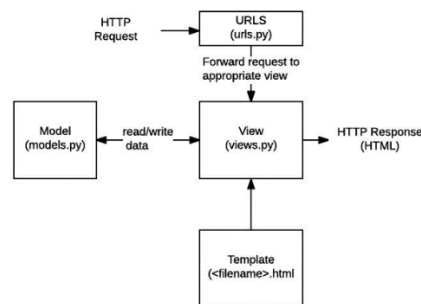 HTTP
Request
URLS
(urls.py)
Forward request to
appropriate view
Model
(models.py)
read/write
data
View
(views.py)
HTTP Response
(HTML)
Template
(<filename>.html